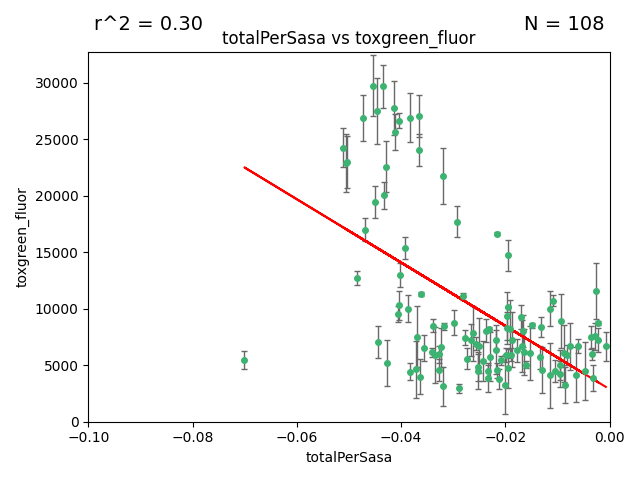 r^2 = 0.30 N = 108
totalPerSasa vs toxgreen_fluor
30000
25000
20000
15000
10000
5000
0
toxgreen_fluor
−0.10 −0.08 −0.06 −0.04 −0.02 0.00
totalPerSasa